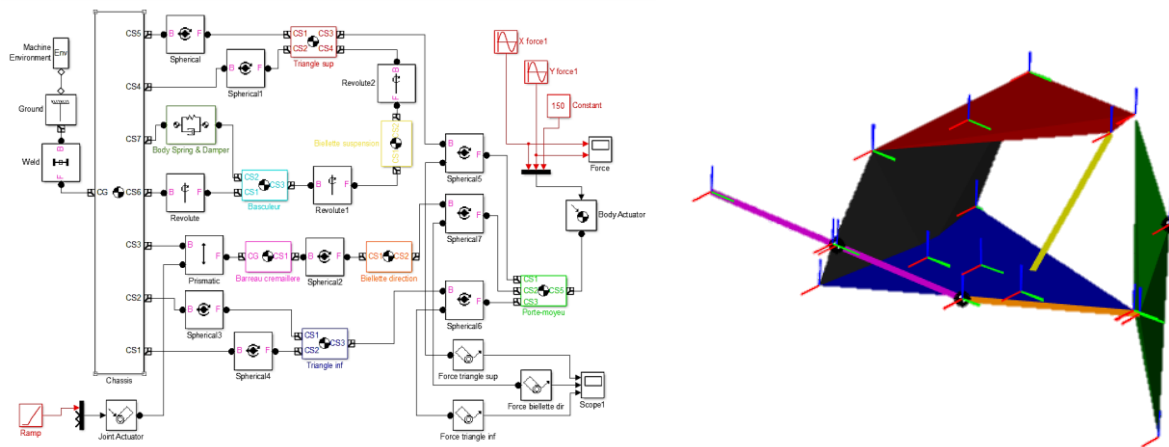 Machine
Environment
Env
Ground
B
F
Weld
CG
CS5
CS4
CS7
CS6
CS3
CS2
CS1
Chassis
B
F
Spherical
B
F
Spherical1
CS1
CS3
CS2
CS4
Triangle sup
B
F
Revolute2
Body Spring & Damper
B
F
Revolute
CS2
CS1
CS3
Basculeur
B
F
Revolute1
CS1
CS2
Biellette suspension
B
F
Prismatic
CG
CS1
Barreau cremaillere
B
F
Spherical2
CS1
CS2
Biellette direction
B
F
Spherical3
B
F
Spherical4
CS1
CS2
CS3
Triangle inf
B
F
Spherical5
B
F
Spherical7
B
F
Spherical6
X force1
Y force1
150
Constant
Force
Body Actuator
CS1
CS2
CS3
CS5
Porte-moyeu
Force triangle sup
Force biellette dir
Force triangle inf
Scope1
Ramp
Joint Actuator